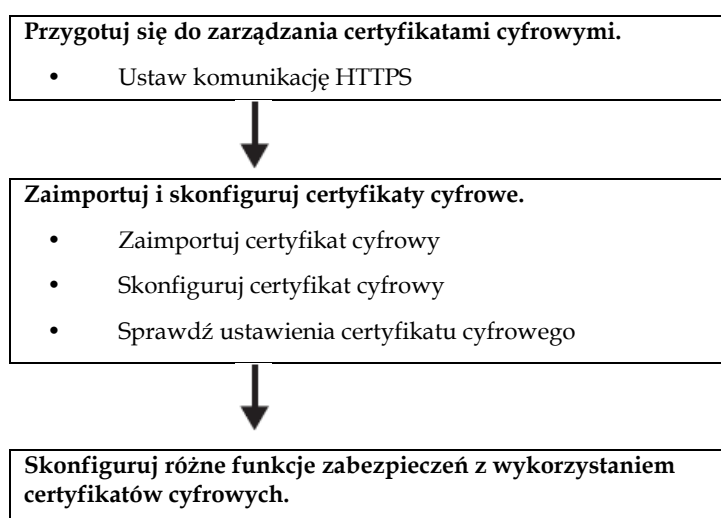 Przygotuj się do zarządzania certyfikatami cyfrowymi.
• Ustaw komunikację HTTPS
Zaimportuj i skonfiguruj certyfikaty cyfrowe.
• Zaimportuj certyfikat cyfrowy
• Skonfiguruj certyfikat cyfrowy
• Sprawdź ustawienia certyfikatu cyfrowego
Skonfiguruj różne funkcje zabezpieczeń z wykorzystaniem
certyfikatów cyfrowych.